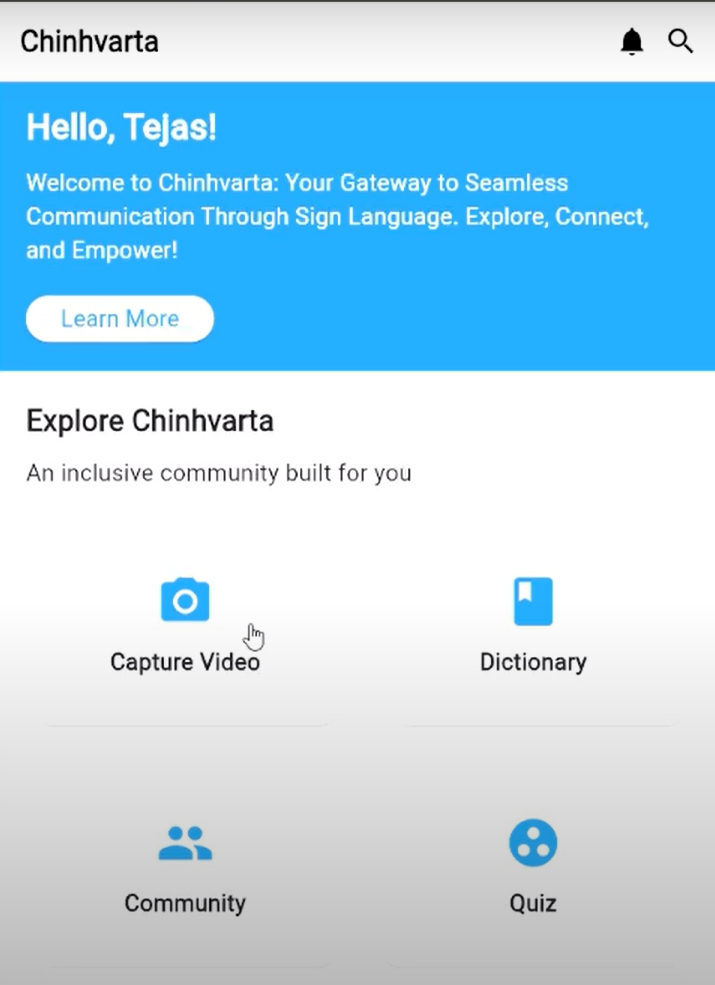 Chinhvarta
Hello, Tejas!
Welcome to Chinhvarta: Your Gateway to Seamless
Communication Through Sign Language. Explore, Connect,
and Empower!
Learn More
Explore Chinhvarta
An inclusive community built for you
Capture Video
Dictionary
Community
Quiz